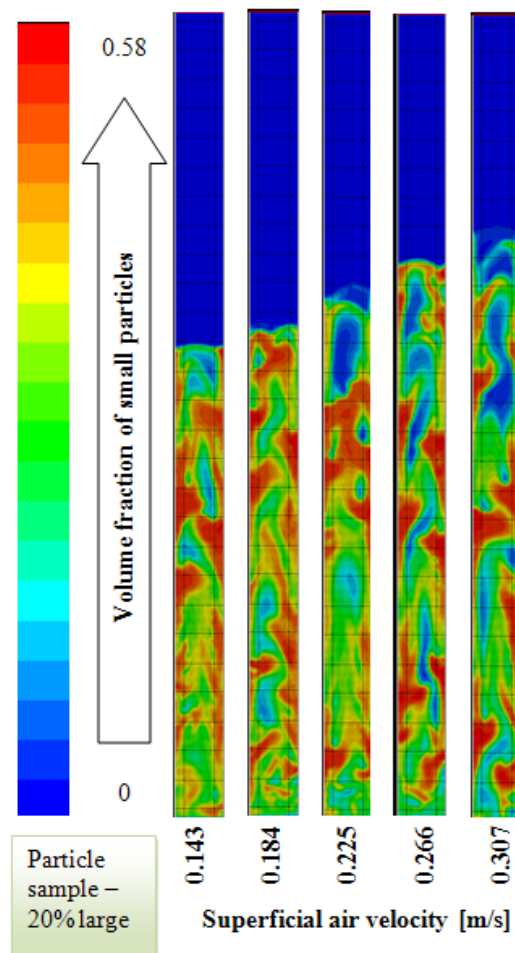 0.58
Volume fraction of small particles
0
0.143
0.184
0.225
0.266
0.307
Particle
sample –
20% large
Superficial air velocity [m/s]